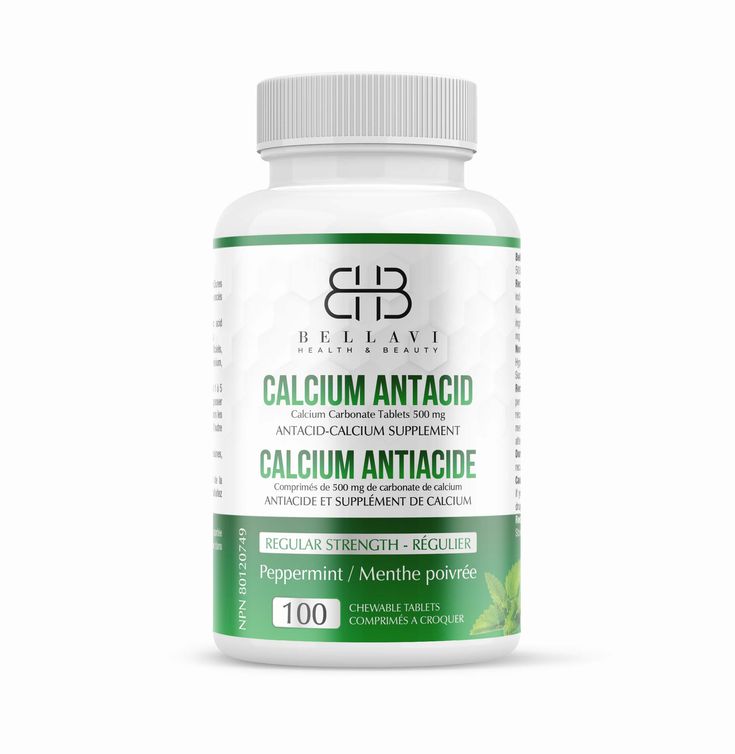 BHB
BELLAVI
HEALTH & BEAUTY
CALCIUM ANTACID
Calcium Carbonate Tablets 500 mg
ANTACID-CALCIUM SUPPLEMENT
CALCIUM ANTIACIDE
Comprimés de 500 mg de carbonate de calcium
ANTIACIDE ET SUPPLÉMENT DE CALCIUM
REGULAR STRENGTH - RÉGULIER
Peppermint / Menthe poivrée
100
CHEWABLE TABLETS
COMPRIMÉS A CROQUER
NPN 80120749